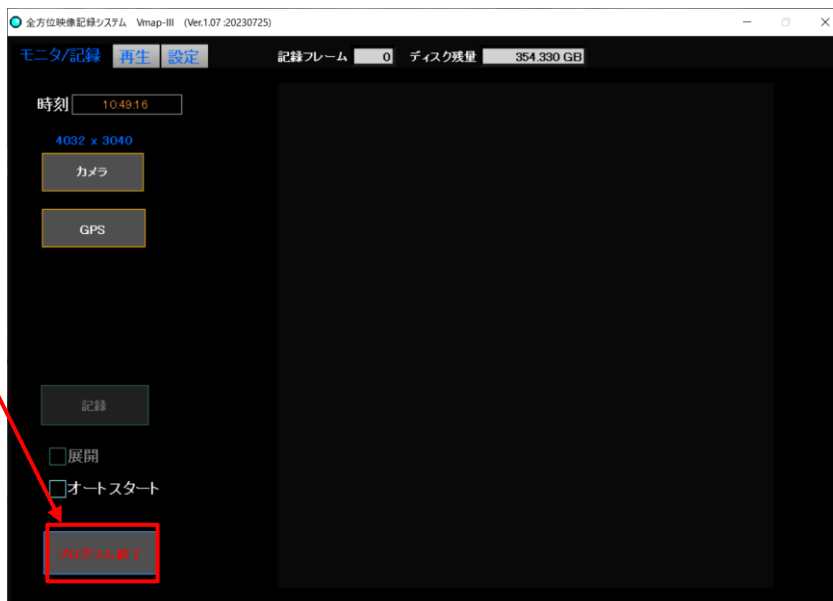 全方位映像記録システム Vmap-III (Ver.1.07 :20230725)
モニタ/記録 再生 設定 記録フレーム 0 ディスク残量 354.330 GB
時刻 10:49:16
4032 x 3040
カメラ
GPS
記録
展開
オートスタート
プログラム終了